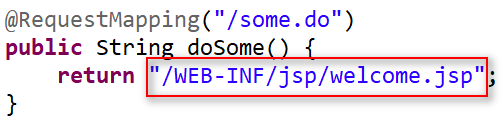 @RequestMapping("/some.do")
public String doSome() {
    return "/WEB-INF/jsp/welcome.jsp";
}